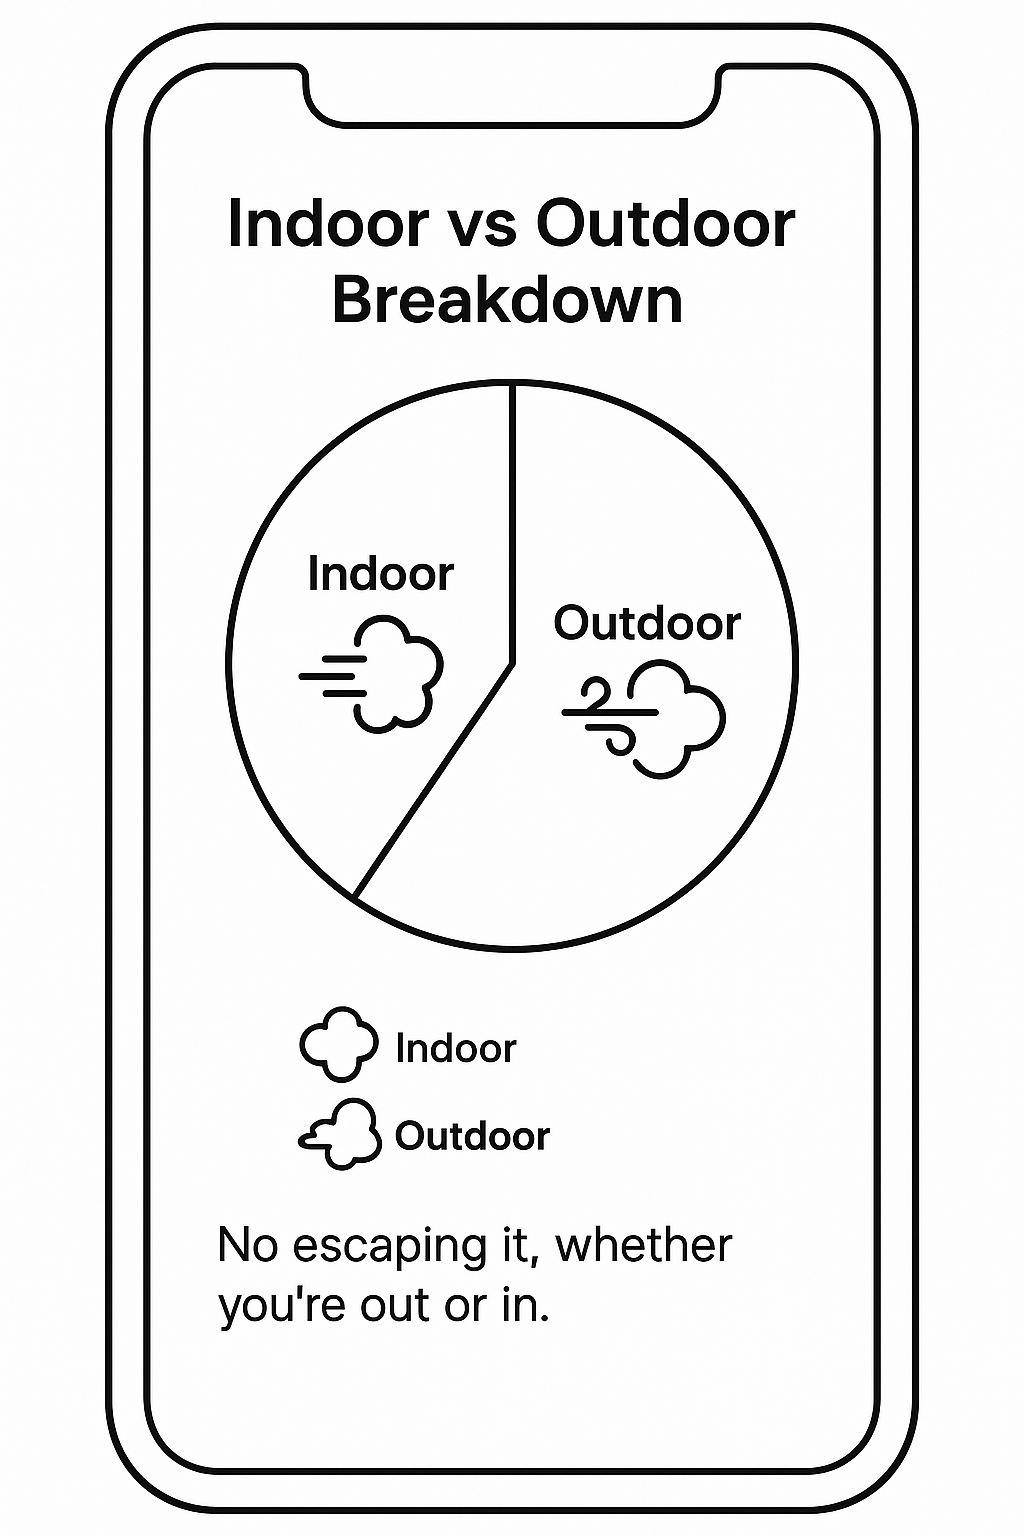 Indoor vs Outdoor
Breakdown
Indoor
Outdoor
Indoor
Outdoor
No escaping it, whether
you're out or in.